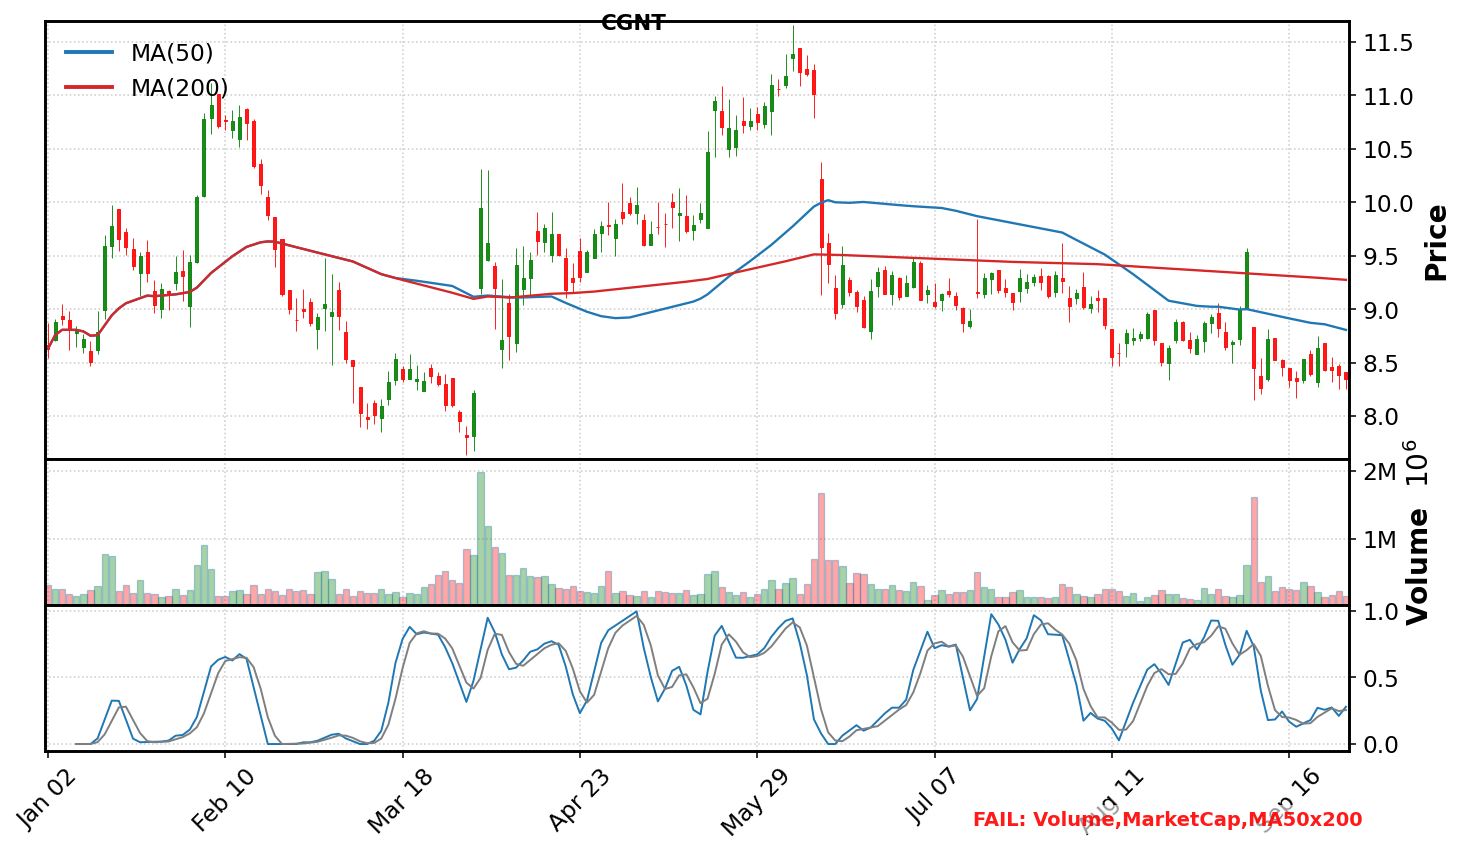 CGNT
MA(50)
MA(200)
11.5
11.0
10.5
10.0
9.5
9.0
8.5
8.0
Price
2M
1M
Volume 10⁶
1.0
0.5
0.0
Jan 02
Feb 10
Mar 18
Apr 23
May 29
Jul 07
Aug 11
Sep 16
FAIL: Volume,MarketCap,MA50x200